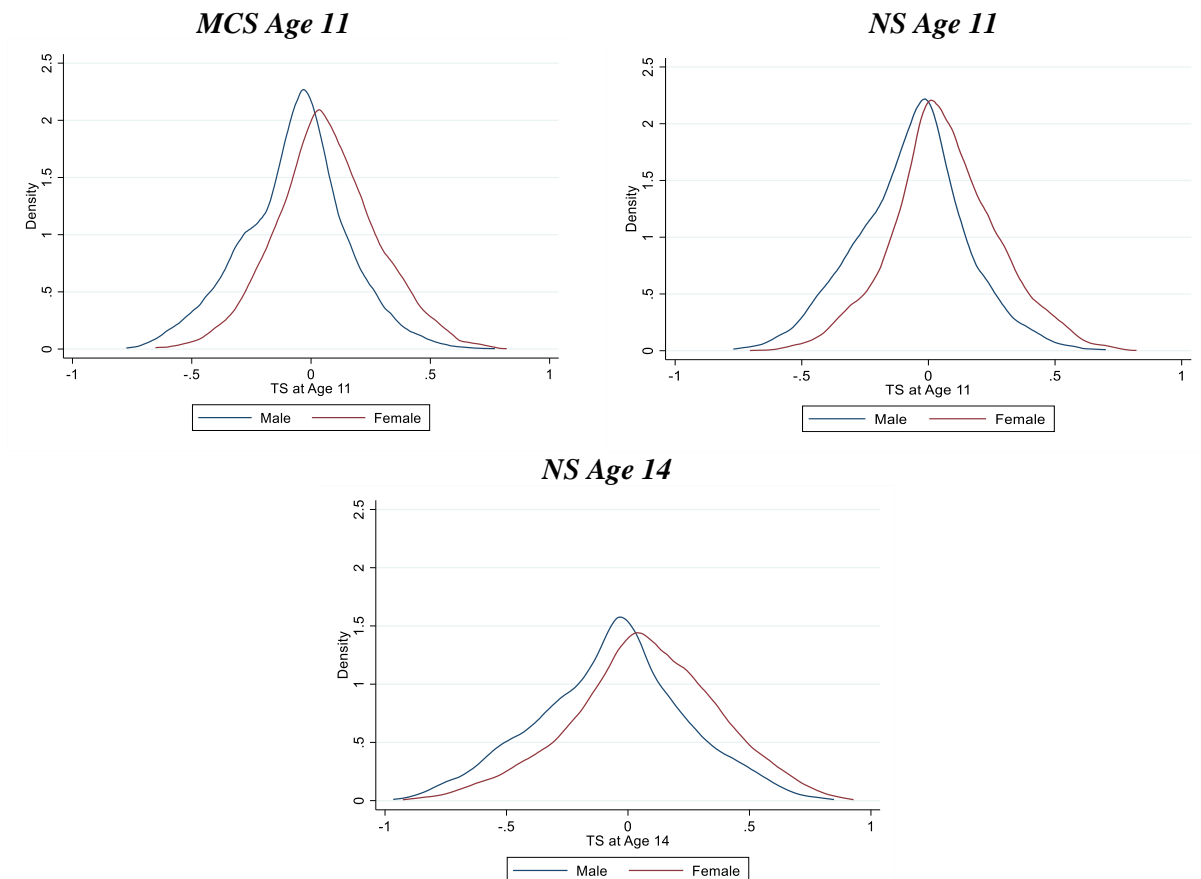 MCS Age 11
NS Age 11
2.5
2
1.5
1
.5
0
Density
-1 -.5 0 .5 1
TS at Age 11
Male Female
2.5
2
1.5
1
.5
0
Density
-1 -.5 0 .5 1
TS at Age 11
Male Female
NS Age 14
2.5
2
1.5
1
.5
0
Density
-1 -.5 0 .5 1
TS at Age 14
Male Female